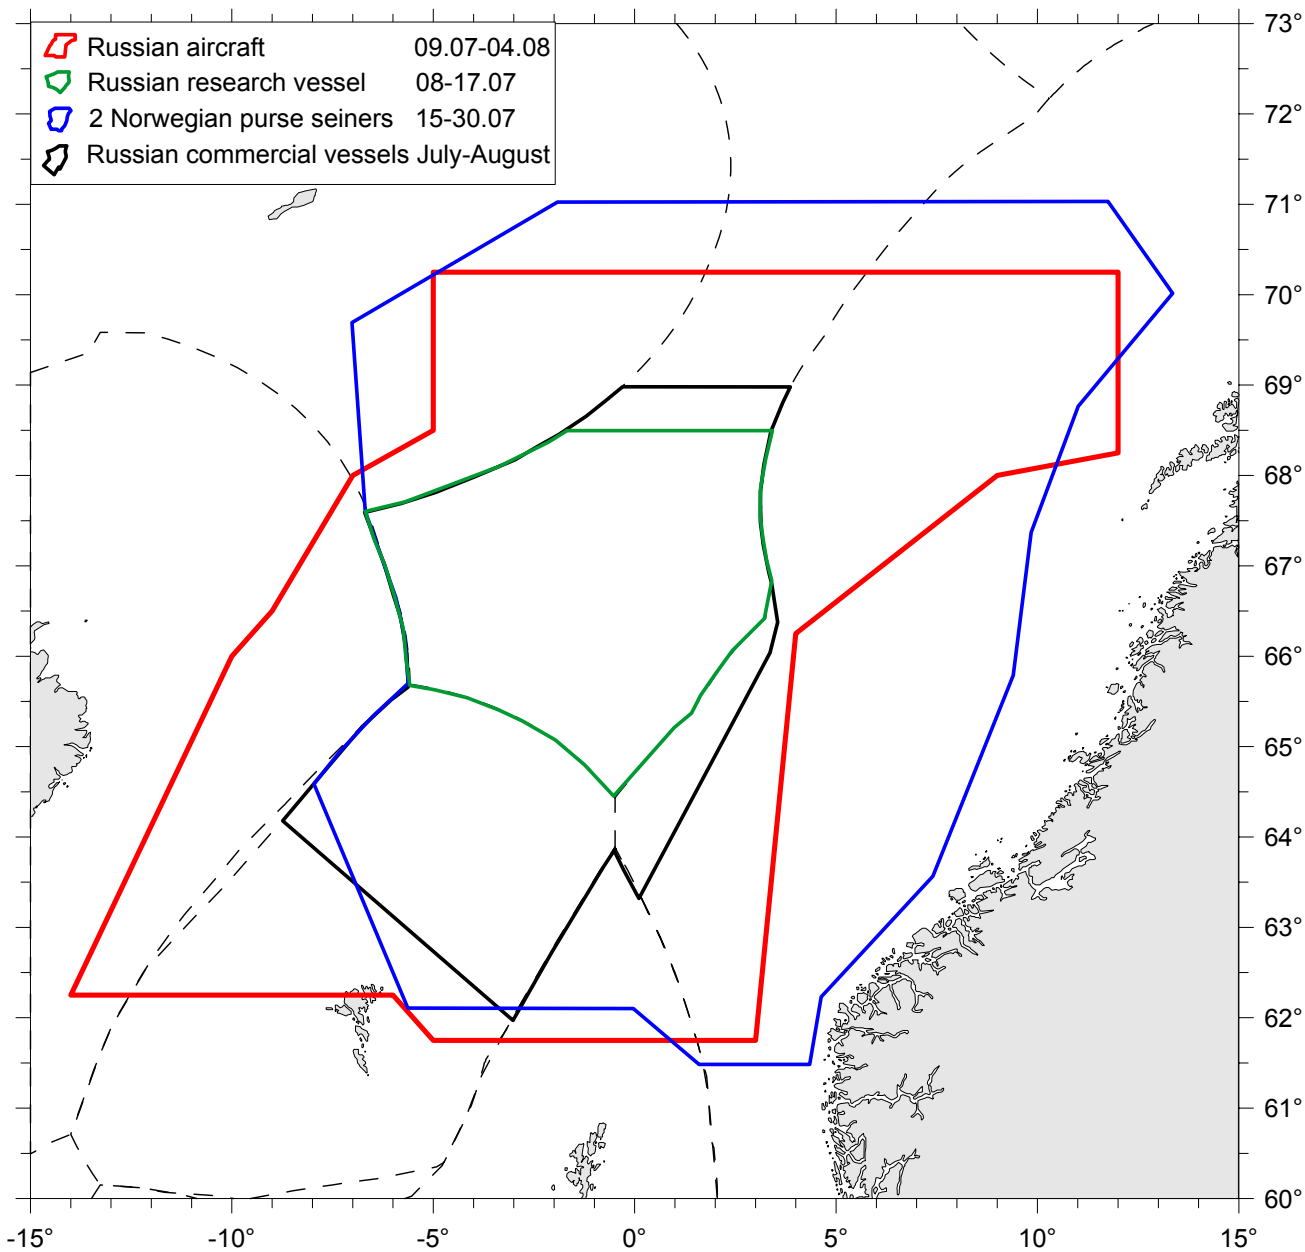 Russian aircraft 09.07-04.08
Russian research vessel 08-17.07
2 Norwegian purse seiners 15-30.07
Russian commercial vessels July-August
73°
72°
71°
70°
69°
68°
67°
66°
65°
64°
63°
62°
61°
60°
-15° -10° -5° 0° 5° 10° 15°